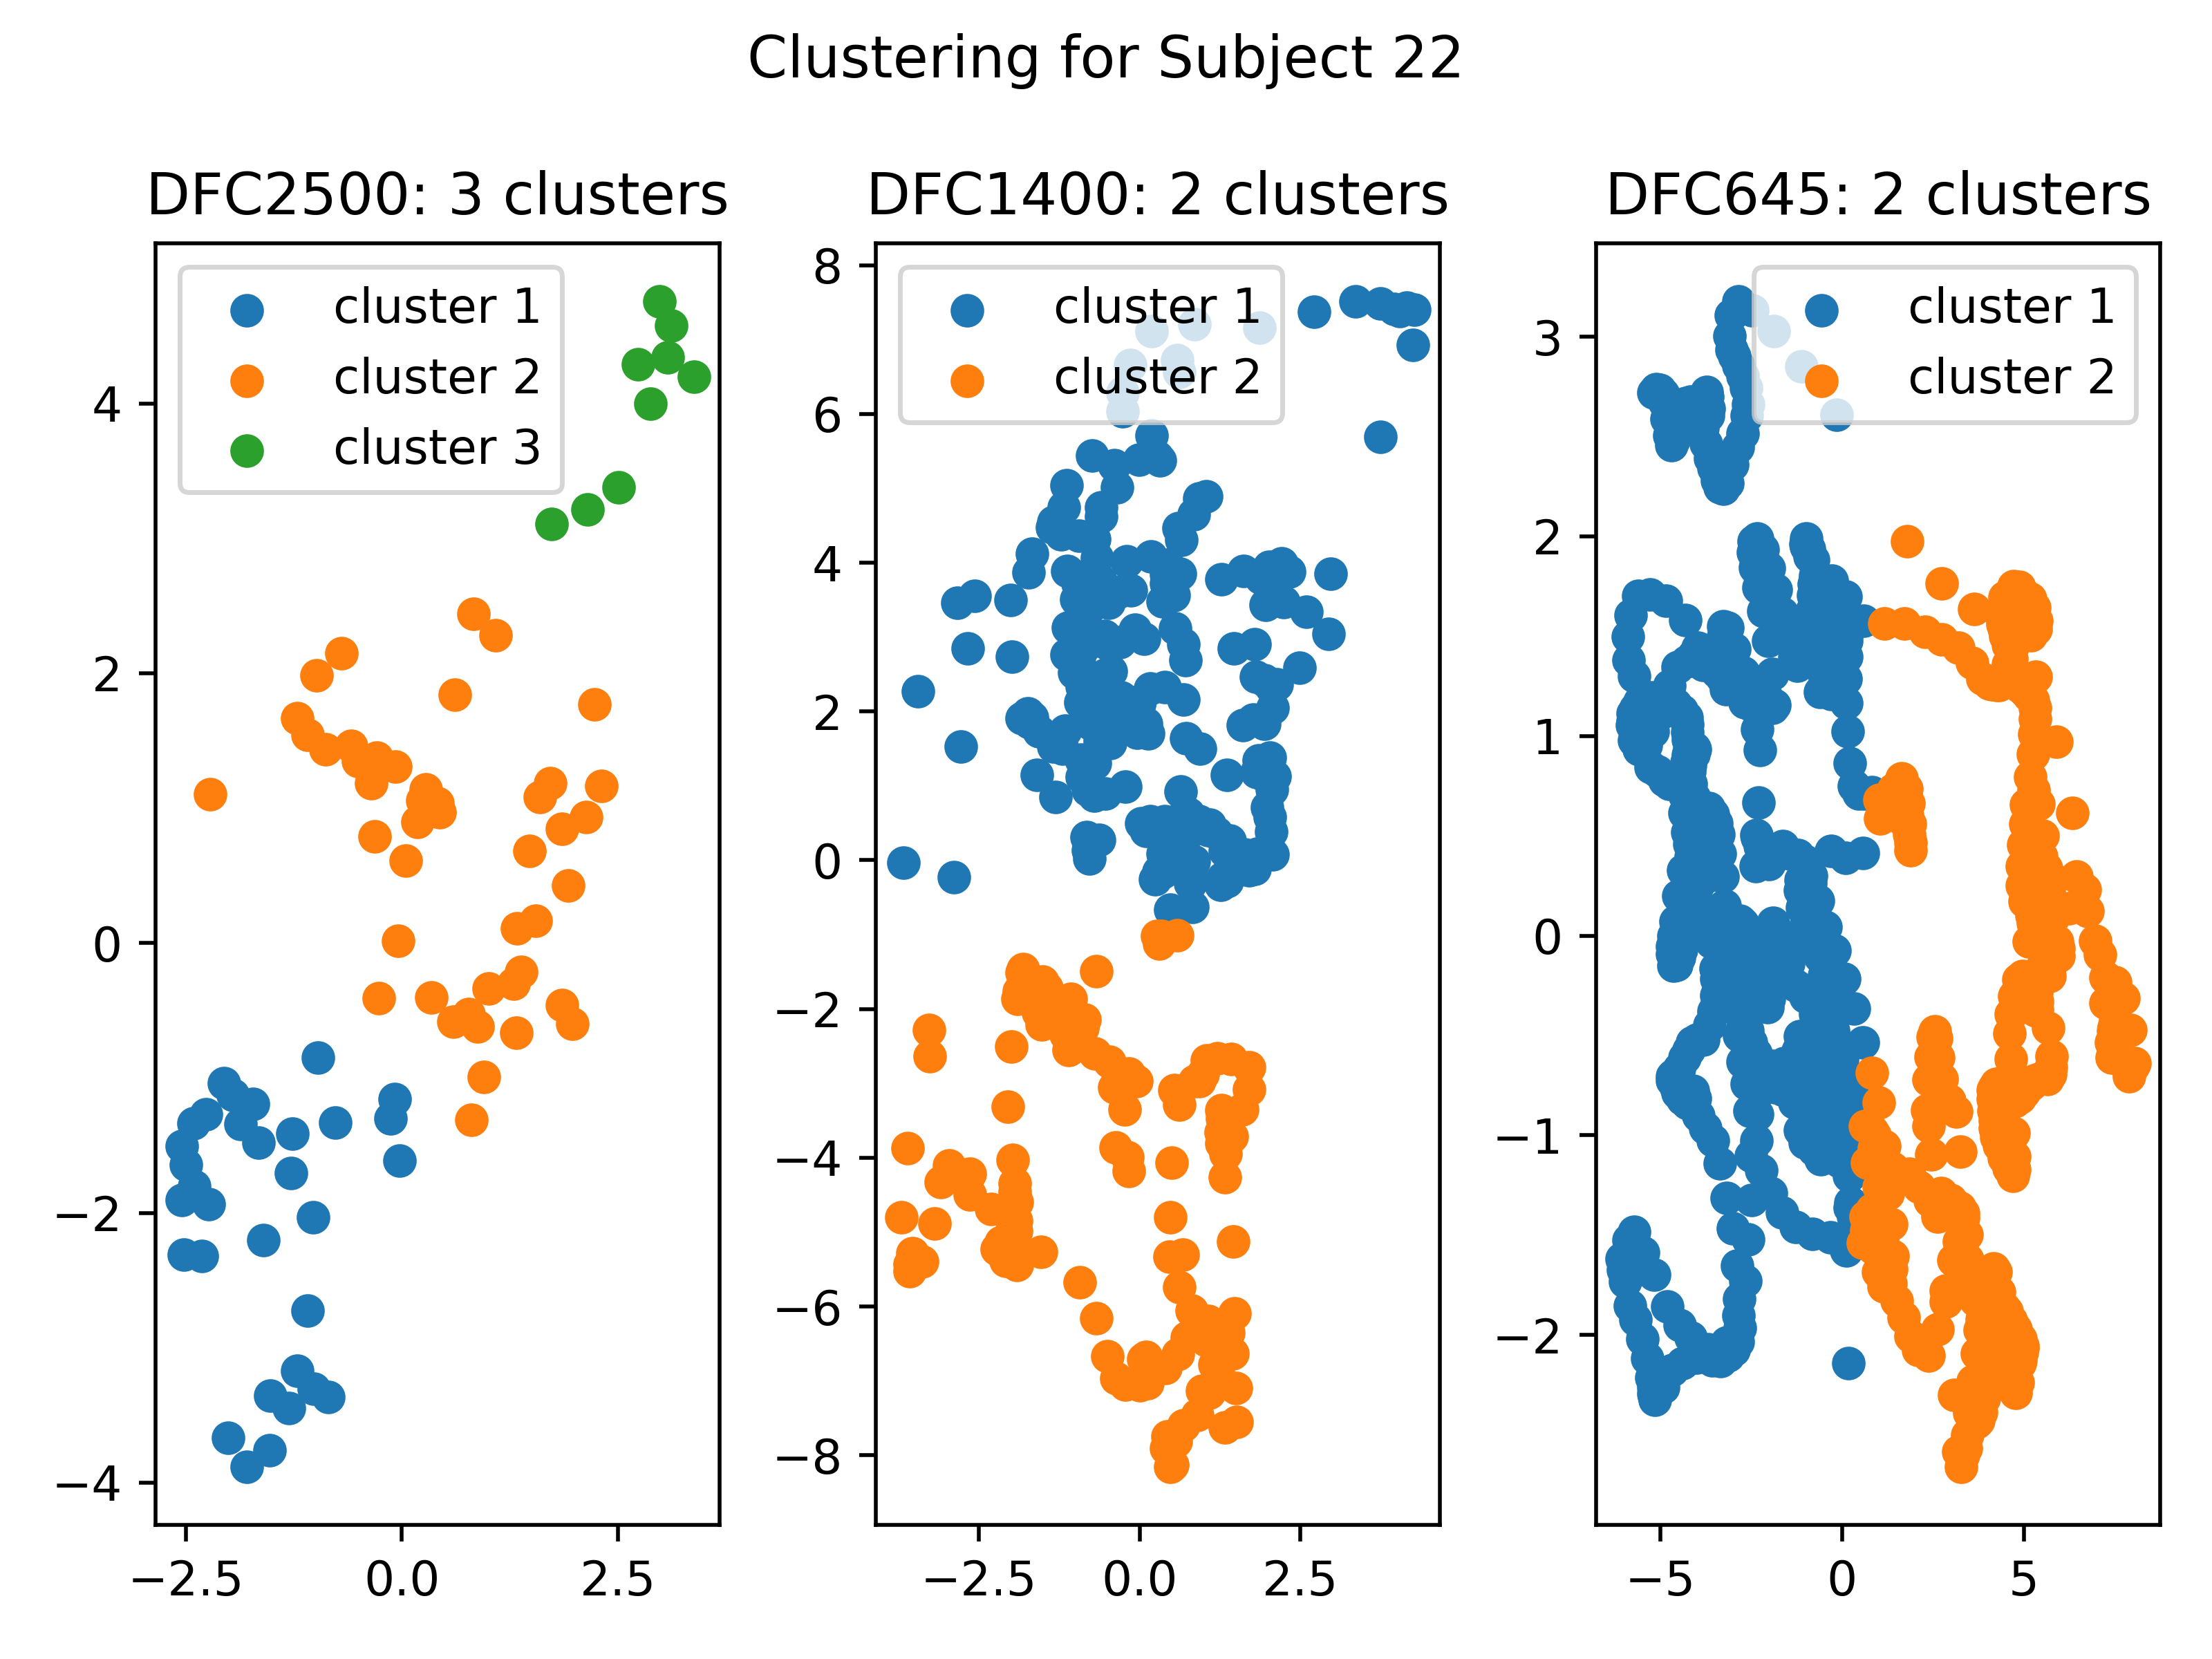 Clustering for Subject 22
DFC2500: 3 clusters
cluster 1
cluster 2
cluster 3
4
2
0
−2
−4
−2.5 0.0 2.5
DFC1400: 2 clusters
cluster 1
cluster 2
8
6
4
2
0
−2
−4
−6
−8
−2.5 0.0 2.5
DFC645: 2 clusters
cluster 1
cluster 2
3
2
1
0
−1
−2
−5 0 5